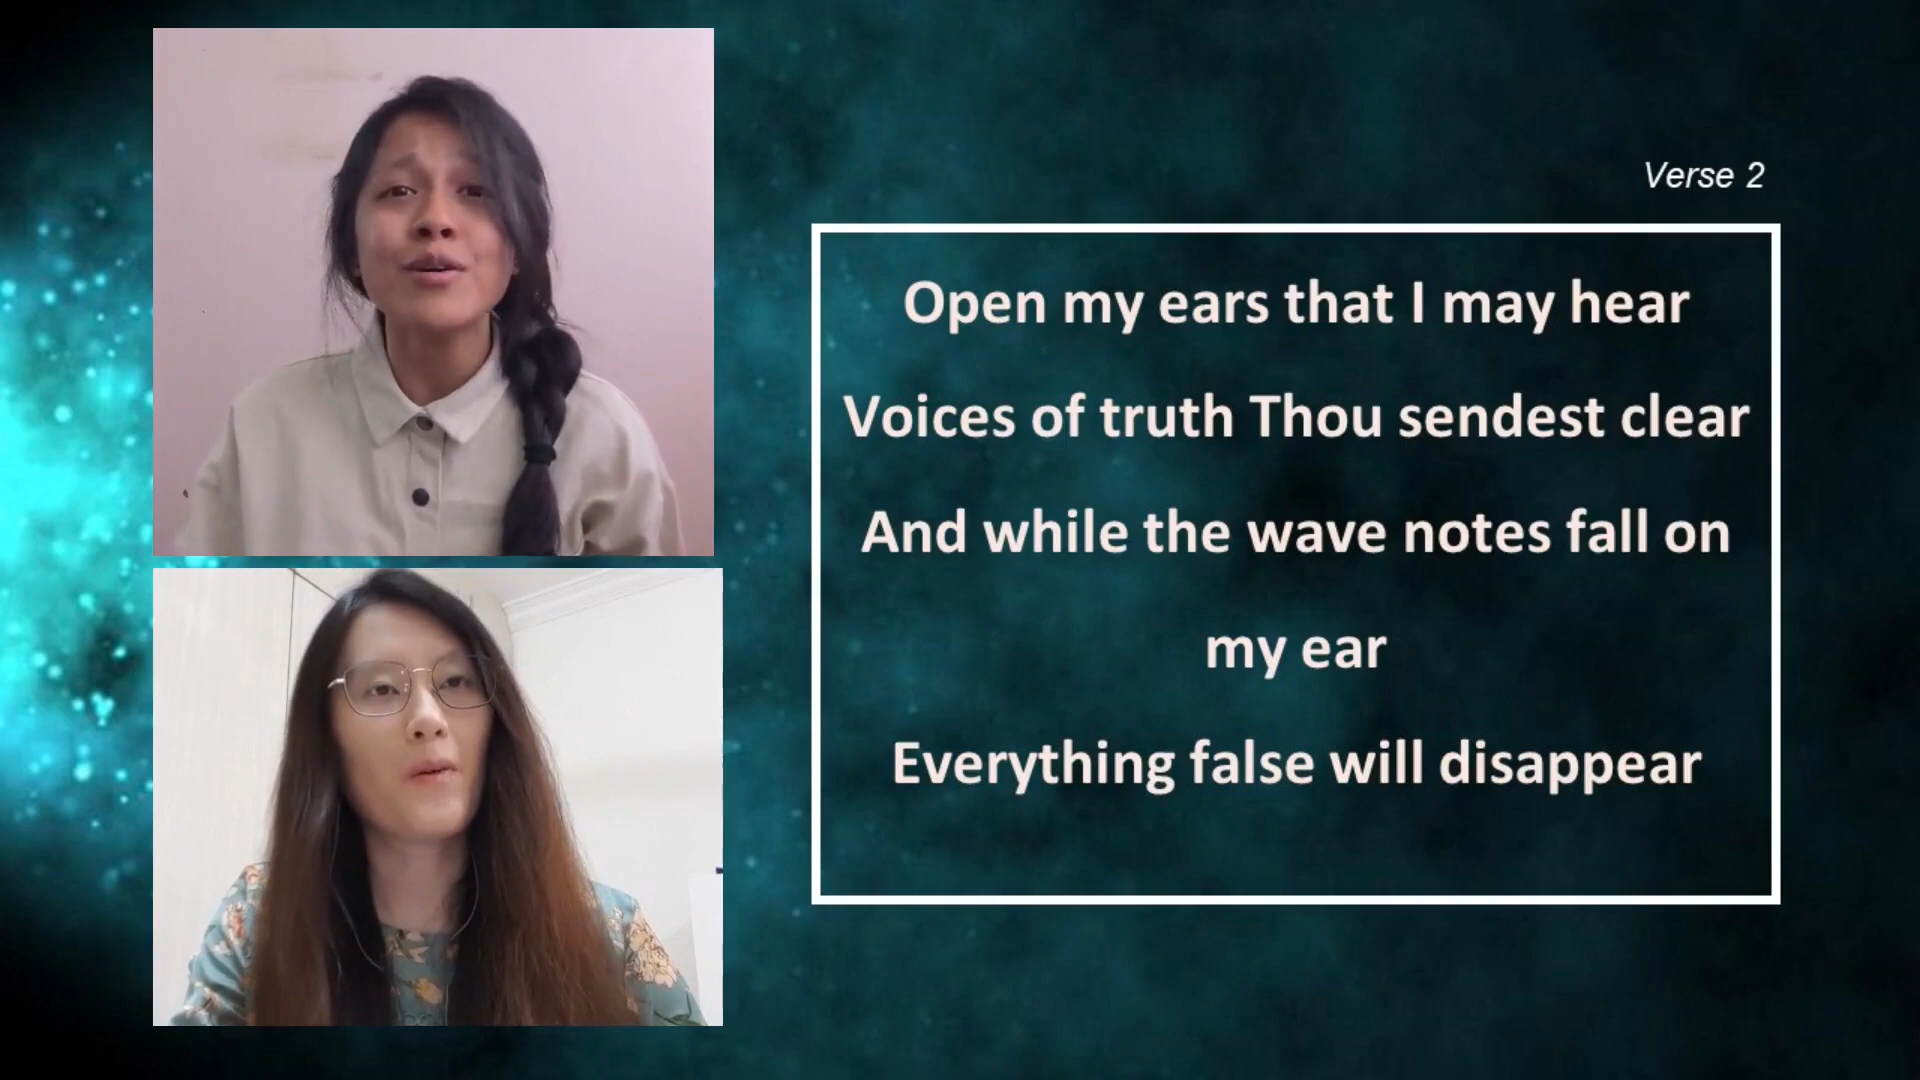 Verse 2
Open my ears that I may hear
Voices of truth Thou sendest clear
And while the wave notes fall on
my ear
Everything false will disappear